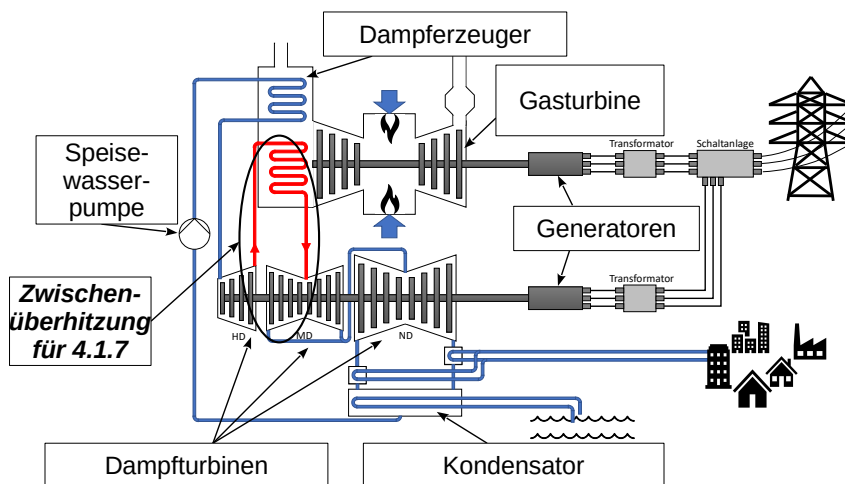 Dampferzeuger
Gasturbine
Transformator
Schaltanlage
Speise-
wasser-
pumpe
Generatoren
Transformator
Zwischen-
überhitzung
für 4.1.7
HD
MD
ND
Dampfturbinen
Kondensator